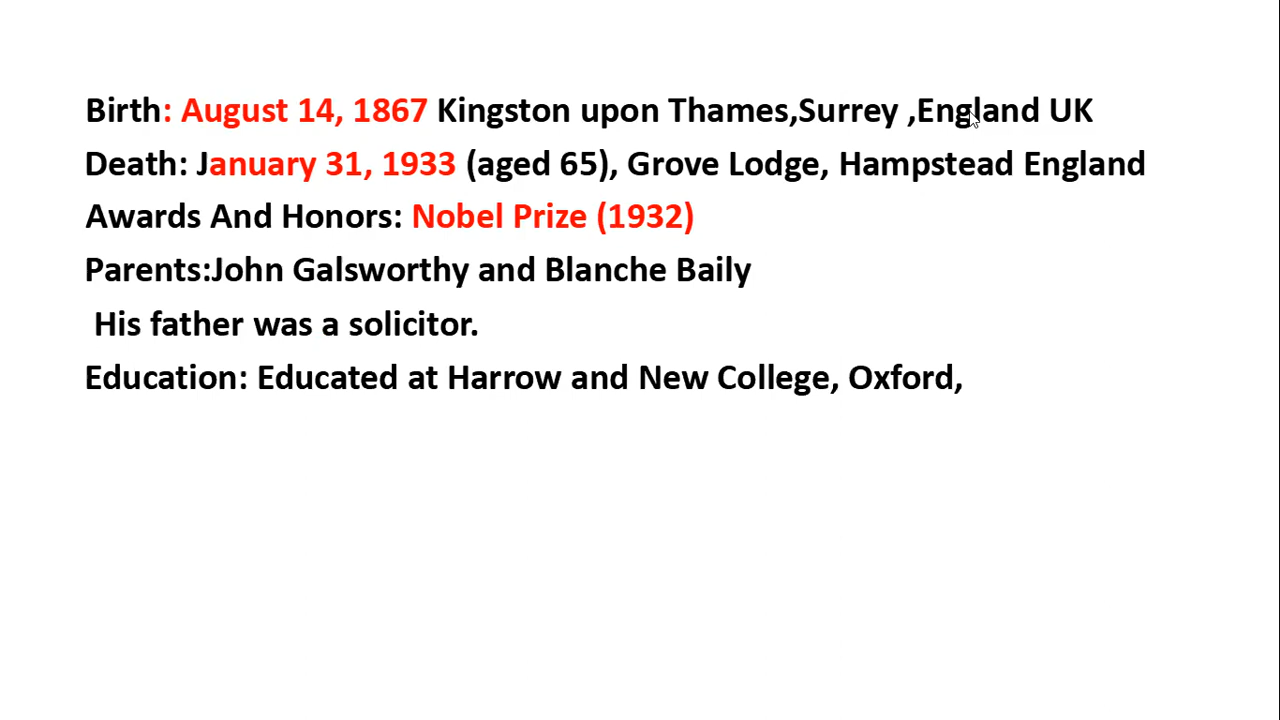 Birth: August 14, 1867 Kingston upon Thames,Surrey ,England UK
Death: January 31, 1933 (aged 65), Grove Lodge, Hampstead England
Awards And Honors: Nobel Prize (1932)
Parents:John Galsworthy and Blanche Baily
His father was a solicitor.
Education: Educated at Harrow and New College, Oxford,